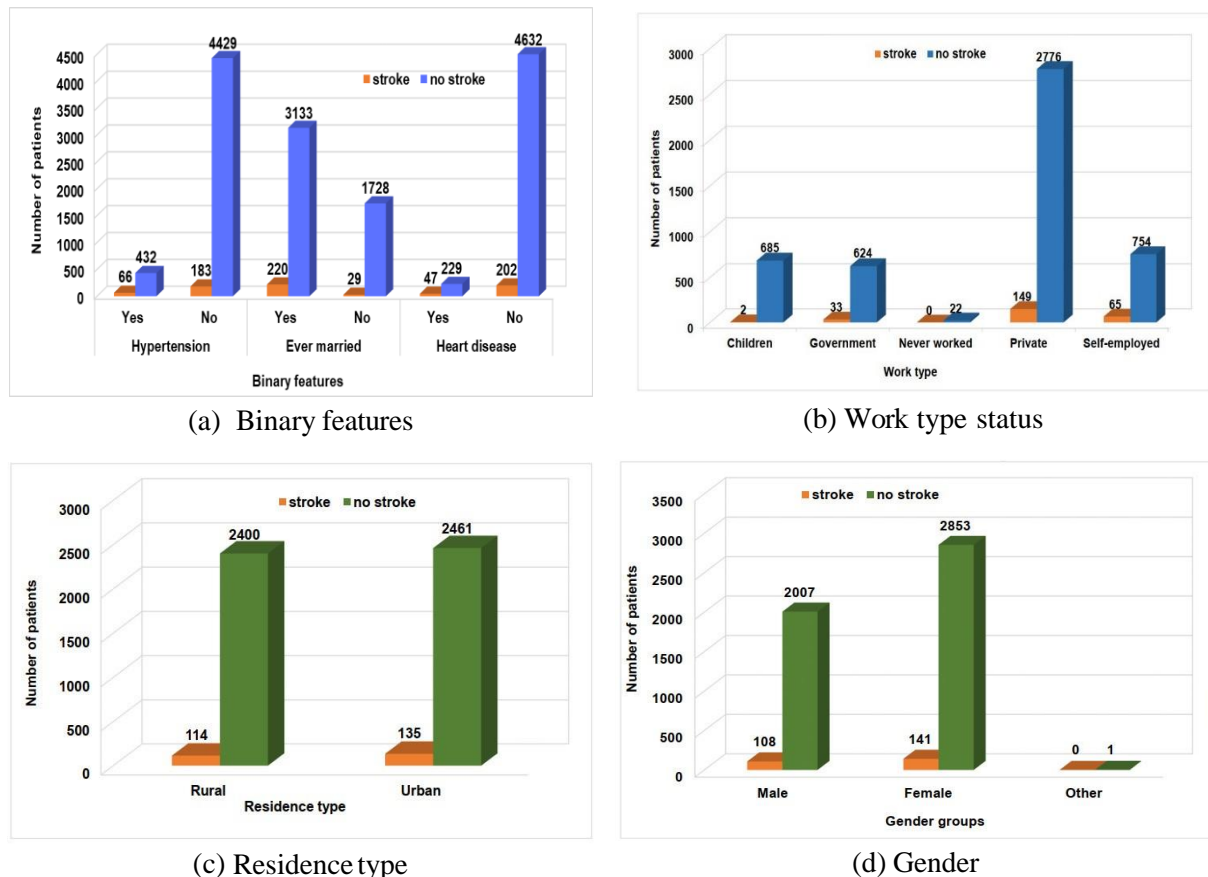 stroke no stroke
Number of patients
4500
4000
3500
3000
2500
2000
1500
1000
500
0
66 432 183 4429 220 3133 29 1728 47 229 202 4632
Yes No Yes No Yes No
Hypertension Ever married Heart disease
Binary features
(a) Binary features
stroke no stroke
Number of patients
3000
2500
2000
1500
1000
500
0
2 685 33 624 0 22 149 2776 65 754
Children Government Never worked Private Self-employed
Work type
(b) Work type status
stroke no stroke
Number of patients
3000
2500
2000
1500
1000
500
0
114 2400 135 2461
Rural Urban
Residence type
(c) Residence type
stroke no stroke
Number of patients
3500
3000
2500
2000
1500
1000
500
0
108 2007 141 2853 0 1
Male Female Other
Gender groups
(d) Gender